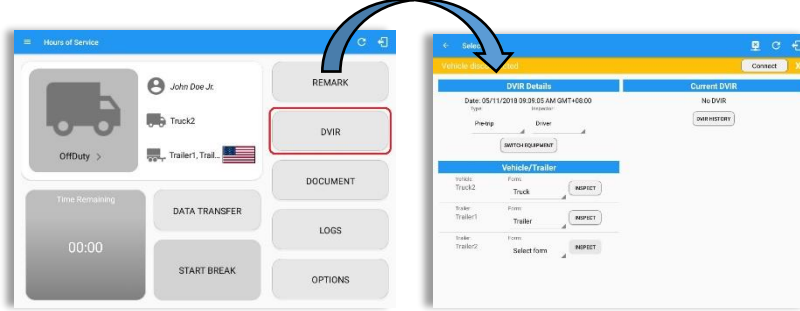 Hours of Service
John Doe Jr.
Truck2
OffDuty >
Trailer1, Trail...
Time Remaining
00:00
DATA TRANSFER
START BREAK
REMARK
DVIR
DOCUMENT
LOGS
OPTIONS
Selec
Vehicle disc
Connect
X
DVIR Details
Date: 05/11/2018 09:09:05 AM GMT+08:00
Type
Inspector
Pre-trip
Driver
SWITCH EQUIPMENT
Current DVIR
No DVIR
DVIR HISTORY
Vehicle/Trailer
Vehicle
Form
Truck2
Truck
INSPECT
Trailer
Form
Trailer1
Trailer
INSPECT
Trailer
Form
Trailer2
Select form
INSPECT